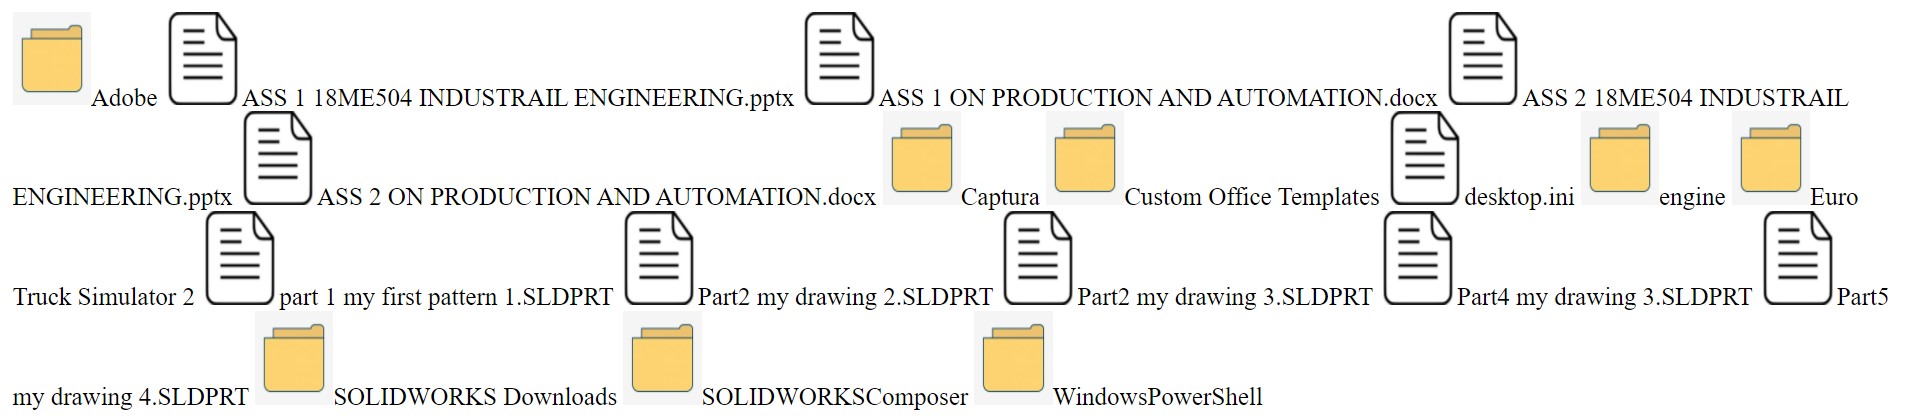 Adobe ASS 1 18ME504 INDUSTRAIL ENGINEERING.pptx ASS 1 ON PRODUCTION AND AUTOMATION.docx ASS 2 18ME504 INDUSTRAIL
ENGINEERING.pptx ASS 2 ON PRODUCTION AND AUTOMATION.docx Captura Custom Office Templates desktop.ini engine Euro
Truck Simulator 2 part 1 my first pattern 1.SLDPRT Part2 my drawing 2.SLDPRT Part2 my drawing 3.SLDPRT Part4 my drawing 3.SLDPRT Part5
my drawing 4.SLDPRT SOLIDWORKS Downloads SOLIDWORKSComposer WindowsPowerShell